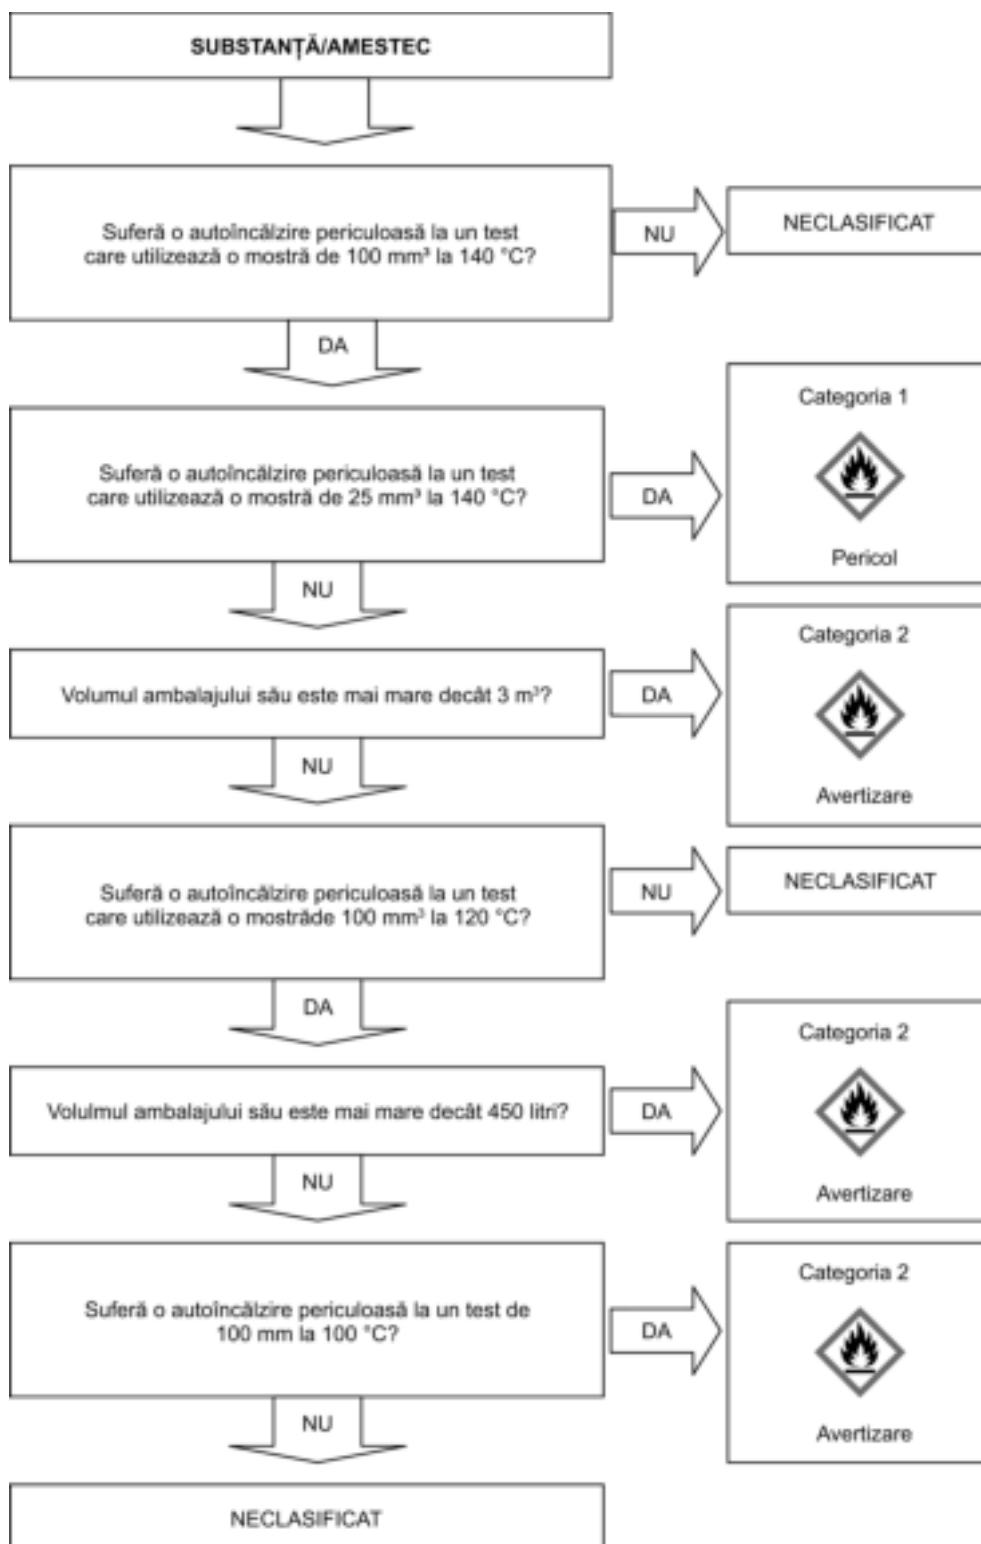 SUBSTANȚĂ/AMESTEC
Suferă o autoîncălzire periculoasă la un test
care utilizează o mostră de 100 mm³ la 140 °C?
NU
NECLASIFICAT
DA
Suferă o autoîncălzire periculoasă la un test
care utilizează o mostră de 25 mm³ la 140 °C?
DA
Categoria 1
Pericol
NU
Volumul ambalajului său este mai mare decât 3 m³?
DA
Categoria 2
Avertizare
NU
Suferă o autoîncălzire periculoasă la un test
care utilizează o mostrăde 100 mm³ la 120 °C?
NU
NECLASIFICAT
DA
Volulmul ambalajului său este mai mare decât 450 litri?
DA
Categoria 2
Avertizare
NU
Suferă o autoîncălzire periculoasă la un test de
100 mm la 100 °C?
DA
Categoria 2
Avertizare
NU
NECLASIFICAT